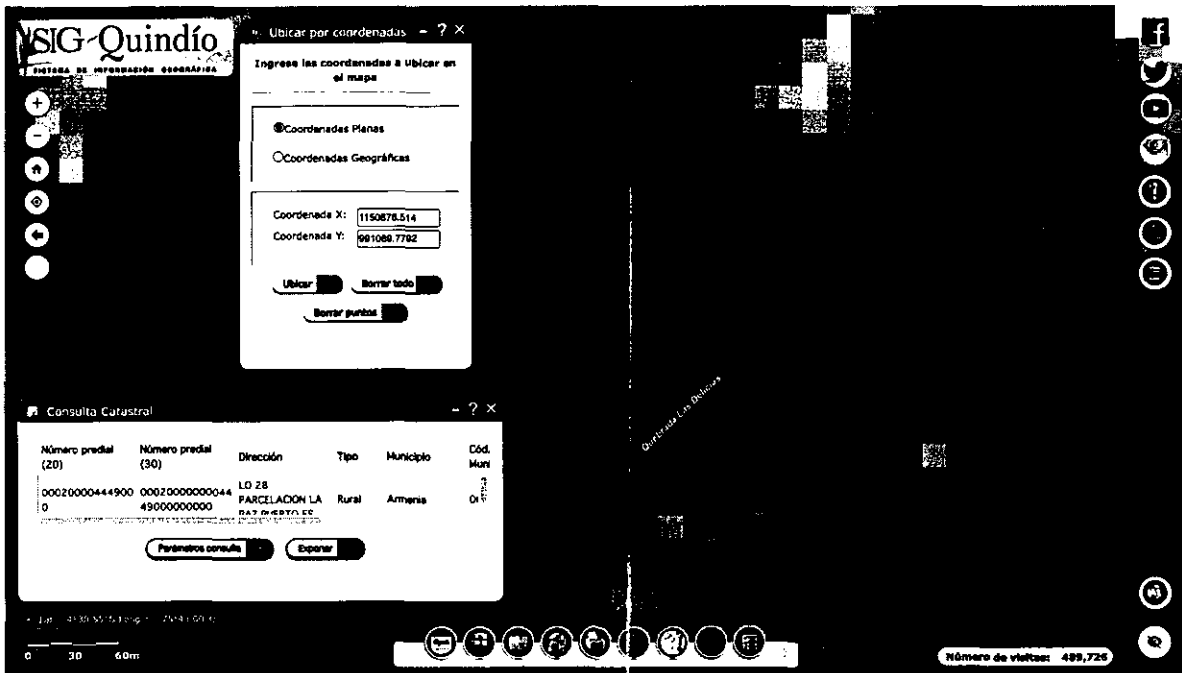 SIG-Quindío
SISTEMA DE INFORMACIÓN GEOGRÁFICA
Ubicar por coordenadas - ? ×
Ingrese las coordenadas a Ubicar en
el mapa
Coordenadas Planas
Coordenadas Geográficas
Coordenada X: 1150876.514
Coordenada Y: 991089.7792
Ubicar
Borrar todo
Borrar puntos
Quebrada Las Delicias
Consulta Catastral - ? ×
Número predial (20)
Número predial (30)
Dirección
Tipo
Municipio
Cód. Muni
00020000444900
0
00020000000044
49000000000
LO 28
PARCELACION LA
Rural
Armenia
Parámetros consulta
Exportar
0 30 60m
Número de visitas: 489,726